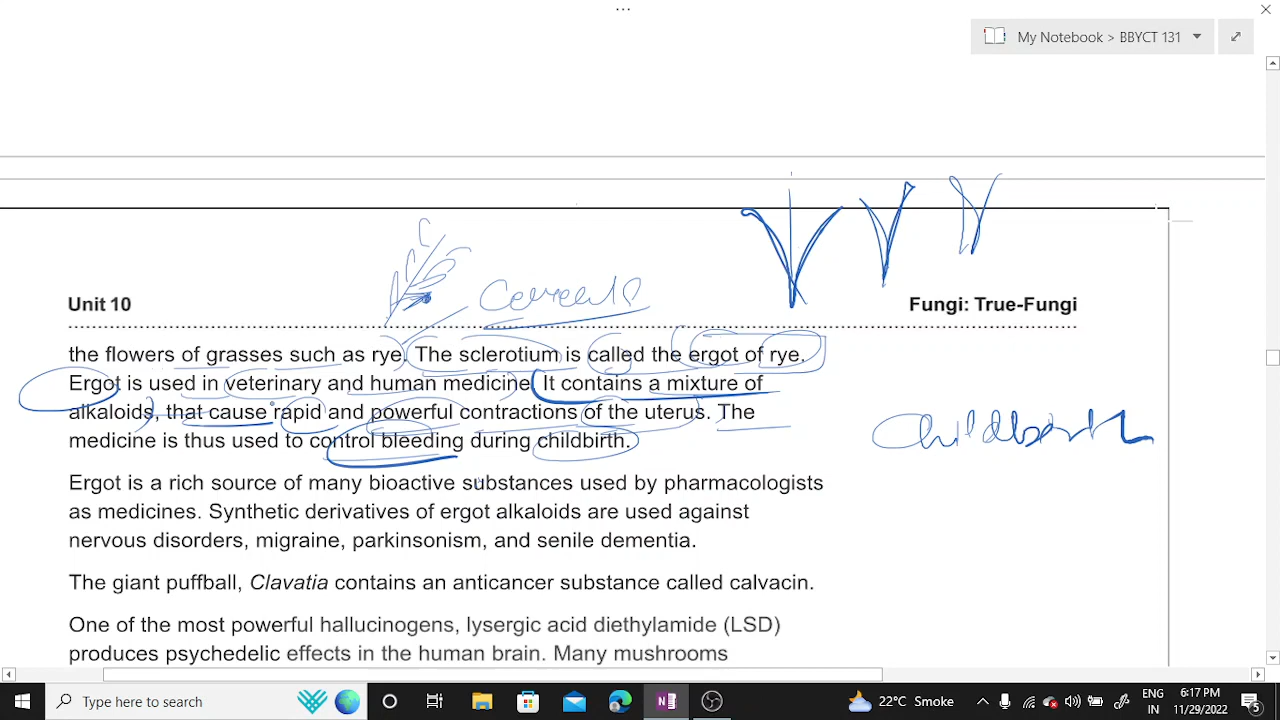 ...
My Notebook > BBYCT 131
Unit 10
Fungi: True-Fungi
the flowers of grasses such as rye. The sclerotium is called the ergot of rye.
Ergot is used in veterinary and human medicine. It contains a mixture of
alkaloids, that cause rapid and powerful contractions of the uterus. The
medicine is thus used to control bleeding during childbirth.
Childbirth
Ergot is a rich source of many bioactive substances used by pharmacologists
as medicines. Synthetic derivatives of ergot alkaloids are used against
nervous disorders, migraine, parkinsonism, and senile dementia.
The giant puffball, Clavatia contains an anticancer substance called calvacin.
One of the most powerful hallucinogens, lysergic acid diethylamide (LSD)
produces psychedelic effects in the human brain. Many mushrooms
Type here to search
22°C Smoke
ENG
IN
6:17 PM
11/29/2022
5